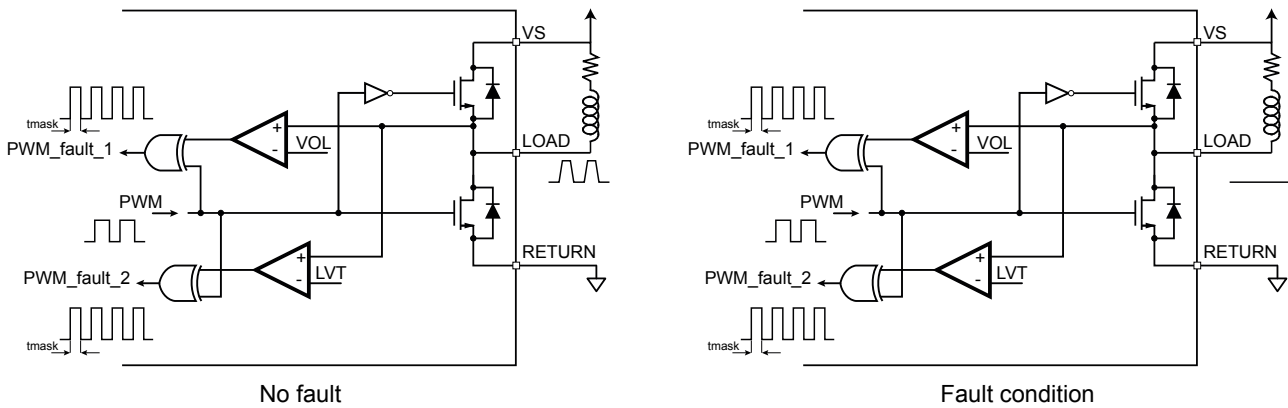 VS
tmask
PWM_fault_1
+
-
VOL
LOAD
PWM
RETURN
+
-
LVT
PWM_fault_2
tmask
No fault
VS
tmask
PWM_fault_1
+
-
VOL
LOAD
PWM
RETURN
+
-
LVT
PWM_fault_2
tmask
Fault condition